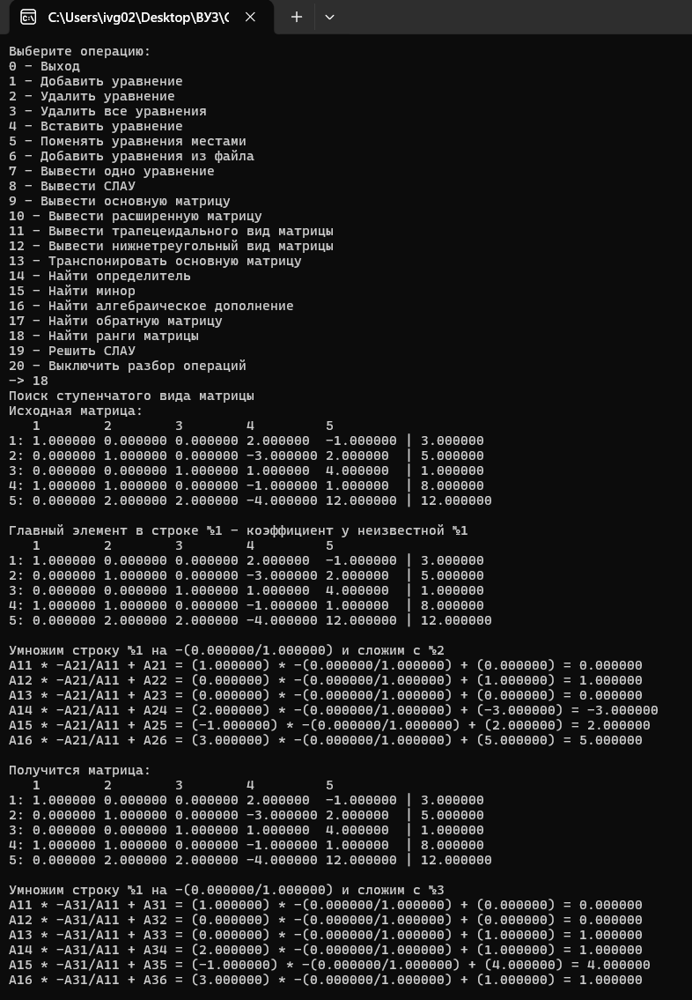 C:\Users\ivg02\Desktop\ВУЗ\С
Выберите операцию:
0 - Выход
1 - Добавить уравнение
2 - Удалить уравнение
3 - Удалить все уравнения
4 - Вставить уравнение
5 - Поменять уравнения местами
6 - Добавить уравнения из файла
7 - Вывести одно уравнение
8 - Вывести СЛАУ
9 - Вывести основную матрицу
10 - Вывести расширенную матрицу
11 - Вывести трапецеидального вид матрицы
12 - Вывести нижнетреугольный вид матрицы
13 - Транспонировать основную матрицу
14 - Найти определитель
15 - Найти минор
16 - Найти алгебраическое дополнение
17 - Найти обратную матрицу
18 - Найти ранги матрицы
19 - Решить СЛАУ
20 - Выключить разбор операций
-> 18
Поиск ступенчатого вида матрицы
Исходная матрица:
1 2 3 4 5
1: 1.000000 0.000000 0.000000 2.000000 -1.000000 | 3.000000
2: 0.000000 1.000000 0.000000 -3.000000 2.000000 | 5.000000
3: 0.000000 0.000000 1.000000 1.000000 4.000000 | 1.000000
4: 1.000000 1.000000 0.000000 -1.000000 1.000000 | 8.000000
5: 0.000000 2.000000 2.000000 -4.000000 12.000000 | 12.000000
Главный элемент в строке №1 - коэффициент у неизвестной №1
1 2 3 4 5
1: 1.000000 0.000000 0.000000 2.000000 -1.000000 | 3.000000
2: 0.000000 1.000000 0.000000 -3.000000 2.000000 | 5.000000
3: 0.000000 0.000000 1.000000 1.000000 4.000000 | 1.000000
4: 1.000000 1.000000 0.000000 -1.000000 1.000000 | 8.000000
5: 0.000000 2.000000 2.000000 -4.000000 12.000000 | 12.000000
Умножим строку №1 на -(0.000000/1.000000) и сложим с №2
A11 * -A21/A11 + A21 = (1.000000) * -(0.000000/1.000000) + (0.000000) = 0.000000
A12 * -A21/A11 + A22 = (0.000000) * -(0.000000/1.000000) + (1.000000) = 1.000000
A13 * -A21/A11 + A23 = (0.000000) * -(0.000000/1.000000) + (0.000000) = 0.000000
A14 * -A21/A11 + A24 = (2.000000) * -(0.000000/1.000000) + (-3.000000) = -3.000000
A15 * -A21/A11 + A25 = (-1.000000) * -(0.000000/1.000000) + (2.000000) = 2.000000
A16 * -A21/A11 + A26 = (3.000000) * -(0.000000/1.000000) + (5.000000) = 5.000000
Получится матрица:
1 2 3 4 5
1: 1.000000 0.000000 0.000000 2.000000 -1.000000 | 3.000000
2: 0.000000 1.000000 0.000000 -3.000000 2.000000 | 5.000000
3: 0.000000 0.000000 1.000000 1.000000 4.000000 | 1.000000
4: 1.000000 1.000000 0.000000 -1.000000 1.000000 | 8.000000
5: 0.000000 2.000000 2.000000 -4.000000 12.000000 | 12.000000
Умножим строку №1 на -(0.000000/1.000000) и сложим с №3
A11 * -A31/A11 + A31 = (1.000000) * -(0.000000/1.000000) + (0.000000) = 0.000000
A12 * -A31/A11 + A32 = (0.000000) * -(0.000000/1.000000) + (0.000000) = 0.000000
A13 * -A31/A11 + A33 = (0.000000) * -(0.000000/1.000000) + (1.000000) = 1.000000
A14 * -A31/A11 + A34 = (2.000000) * -(0.000000/1.000000) + (1.000000) = 1.000000
A15 * -A31/A11 + A35 = (-1.000000) * -(0.000000/1.000000) + (4.000000) = 4.000000
A16 * -A31/A11 + A36 = (3.000000) * -(0.000000/1.000000) + (1.000000) = 1.000000